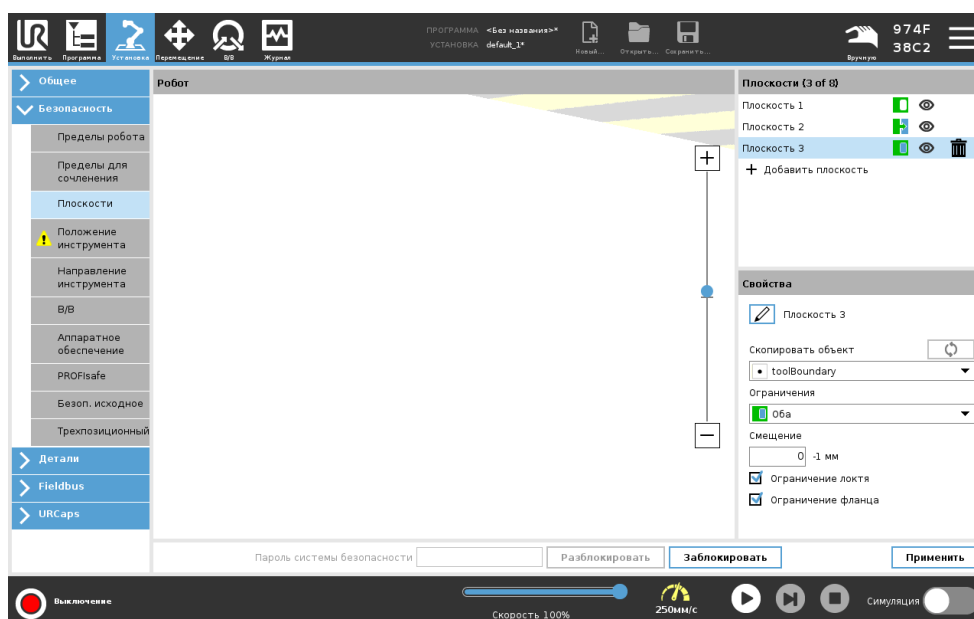 ПРОГРАММА <Без названия>*
УСТАНОВКА default_1*
Выполнить Программа Установка Перемещение В/В Журнал
Новый... Открыть... Сохранить...
Вручную
974F
38C2
Общее
Безопасность
Пределы робота
Пределы для
сочленения
Плоскости
Положение
инструмента
Направление
инструмента
В/В
Аппаратное
обеспечение
PROFIsafe
Безоп. исходное
Трехпозиционный
Детали
Fieldbus
URCaps
Робот
Плоскости (3 of 8)
Плоскость 1
Плоскость 2
Плоскость 3
Добавить плоскость
Свойства
Плоскость 3
Скопировать объект
toolBoundary
Ограничения
Оба
Смещение
0 -1 мм
Ограничение локтя
Ограничение фланца
Пароль системы безопасности Разблокировать Заблокировать Применить
Выключение
Скорость 100%
250мм/с
Симуляция